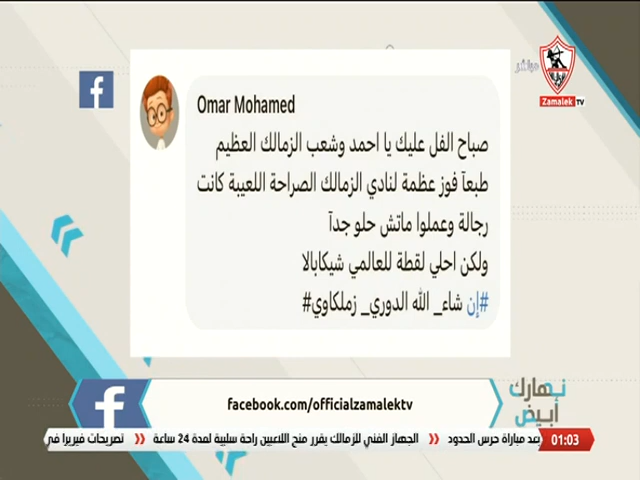 مباشر
Zamalek TV
Omar Mohamed
صباح الفل عليك يا احمد وشعب الزمالك العظيم
طبعآ فوز عظمة لنادي الزمالك الصراحة اللعيبة كانت
رجالة وعملوا ماتش حلو جدآ
ولكن احلي لقطة للعالمي شيكابالا
#إن شاء_ الله الدوري_ زملكاوي#
facebook.com/officialzamalektv
نهارك
أبيض
01:03 بعد مباراة حرس الحدود » الجهاز الفني للزمالك يقرر منح اللاعبين راحة سلبية لمدة 24 ساعة » تصريحات فيريرا في